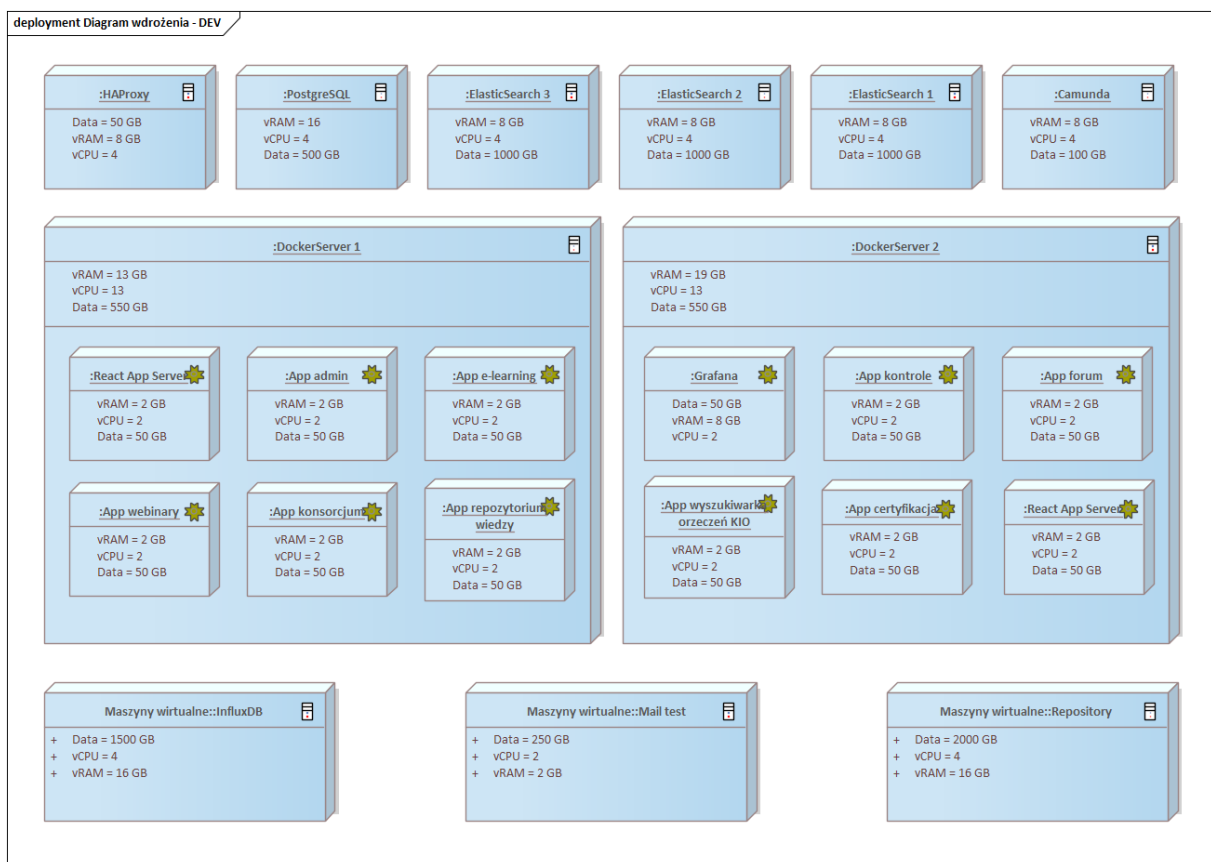 deployment Diagram wdrożenia - DEV
:HAProxy
Data = 50 GB
vRAM = 8 GB
vCPU = 4
:PostgreSQL
vRAM = 16
vCPU = 4
Data = 500 GB
:ElasticSearch 3
vRAM = 8 GB
vCPU = 4
Data = 1000 GB
:ElasticSearch 2
vRAM = 8 GB
vCPU = 4
Data = 1000 GB
:ElasticSearch 1
vRAM = 8 GB
vCPU = 4
Data = 1000 GB
:Camunda
vRAM = 8 GB
vCPU = 4
Data = 100 GB
:DockerServer 1
vRAM = 13 GB
vCPU = 13
Data = 550 GB
:React App Server
vRAM = 2 GB
vCPU = 2
Data = 50 GB
:App admin
vRAM = 2 GB
vCPU = 2
Data = 50 GB
:App e-learning
vRAM = 2 GB
vCPU = 2
Data = 50 GB
:App webinary
vRAM = 2 GB
vCPU = 2
Data = 50 GB
:App konsorcjum
vRAM = 2 GB
vCPU = 2
Data = 50 GB
:App repozytorium
wiedzy
vRAM = 2 GB
vCPU = 2
Data = 50 GB
:DockerServer 2
vRAM = 19 GB
vCPU = 13
Data = 550 GB
:Grafana
Data = 50 GB
vRAM = 8 GB
vCPU = 2
:App kontrole
vRAM = 2 GB
vCPU = 2
Data = 50 GB
:App forum
vRAM = 2 GB
vCPU = 2
Data = 50 GB
:App wyszukiwarka
orzeczeń KIO
vRAM = 2 GB
vCPU = 2
Data = 50 GB
:App certyfikacja
vRAM = 2 GB
vCPU = 2
Data = 50 GB
:React App Server
vRAM = 2 GB
vCPU = 2
Data = 50 GB
Maszyny wirtualne::InfluxDB
+ Data = 1500 GB
+ vCPU = 4
+ vRAM = 16 GB
Maszyny wirtualne::Mail test
+ Data = 250 GB
+ vCPU = 2
+ vRAM = 2 GB
Maszyny wirtualne::Repository
+ Data = 2000 GB
+ vCPU = 4
+ vRAM = 16 GB